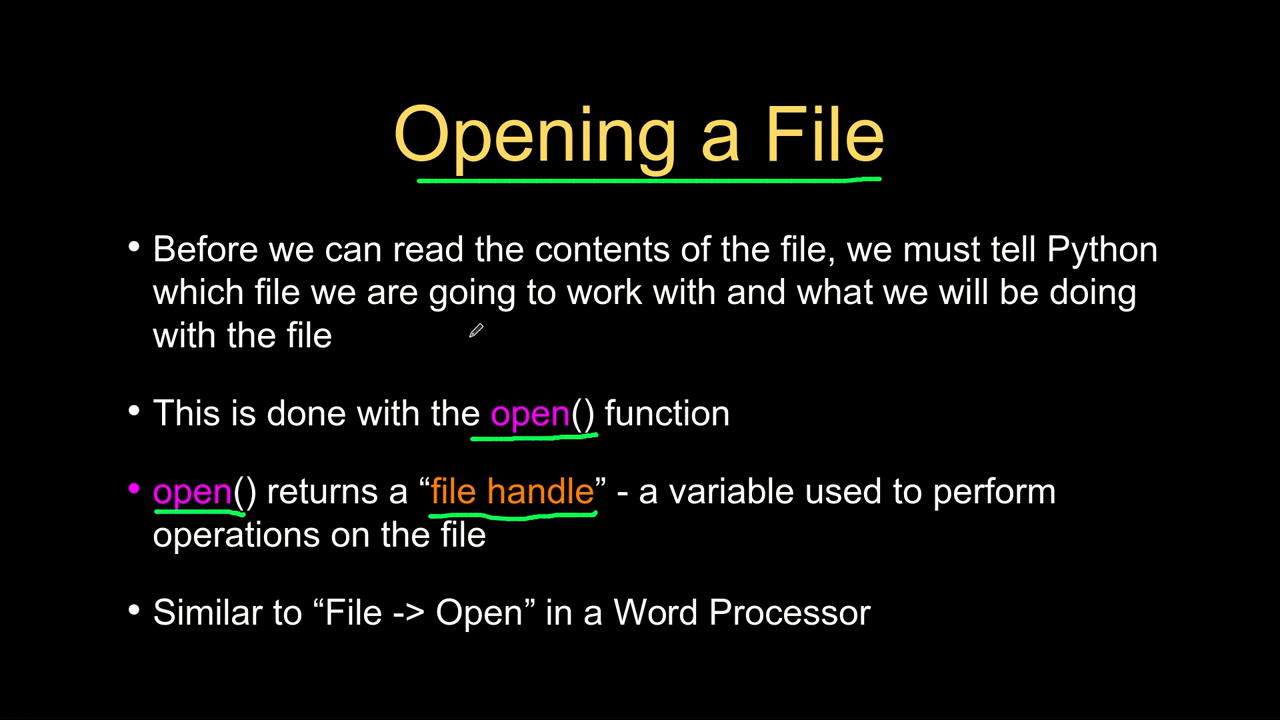 Opening a File
• Before we can read the contents of the file, we must tell Python
which file we are going to work with and what we will be doing
with the file
• This is done with the open() function
• open() returns a “file handle” - a variable used to perform
operations on the file
• Similar to “File -> Open” in a Word Processor